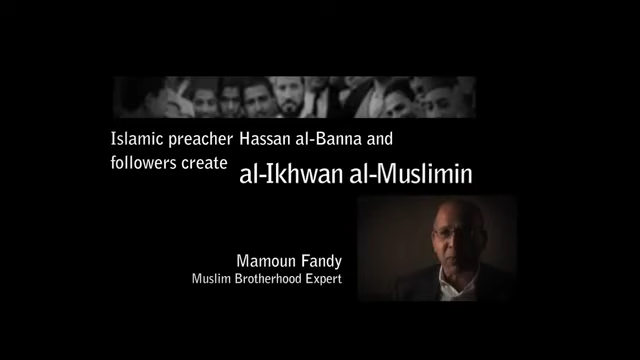 Islamic preacher Hassan al-Banna and
followers create al-Ikhwan al-Muslimin
Mamoun Fandy
Muslim Brotherhood Expert